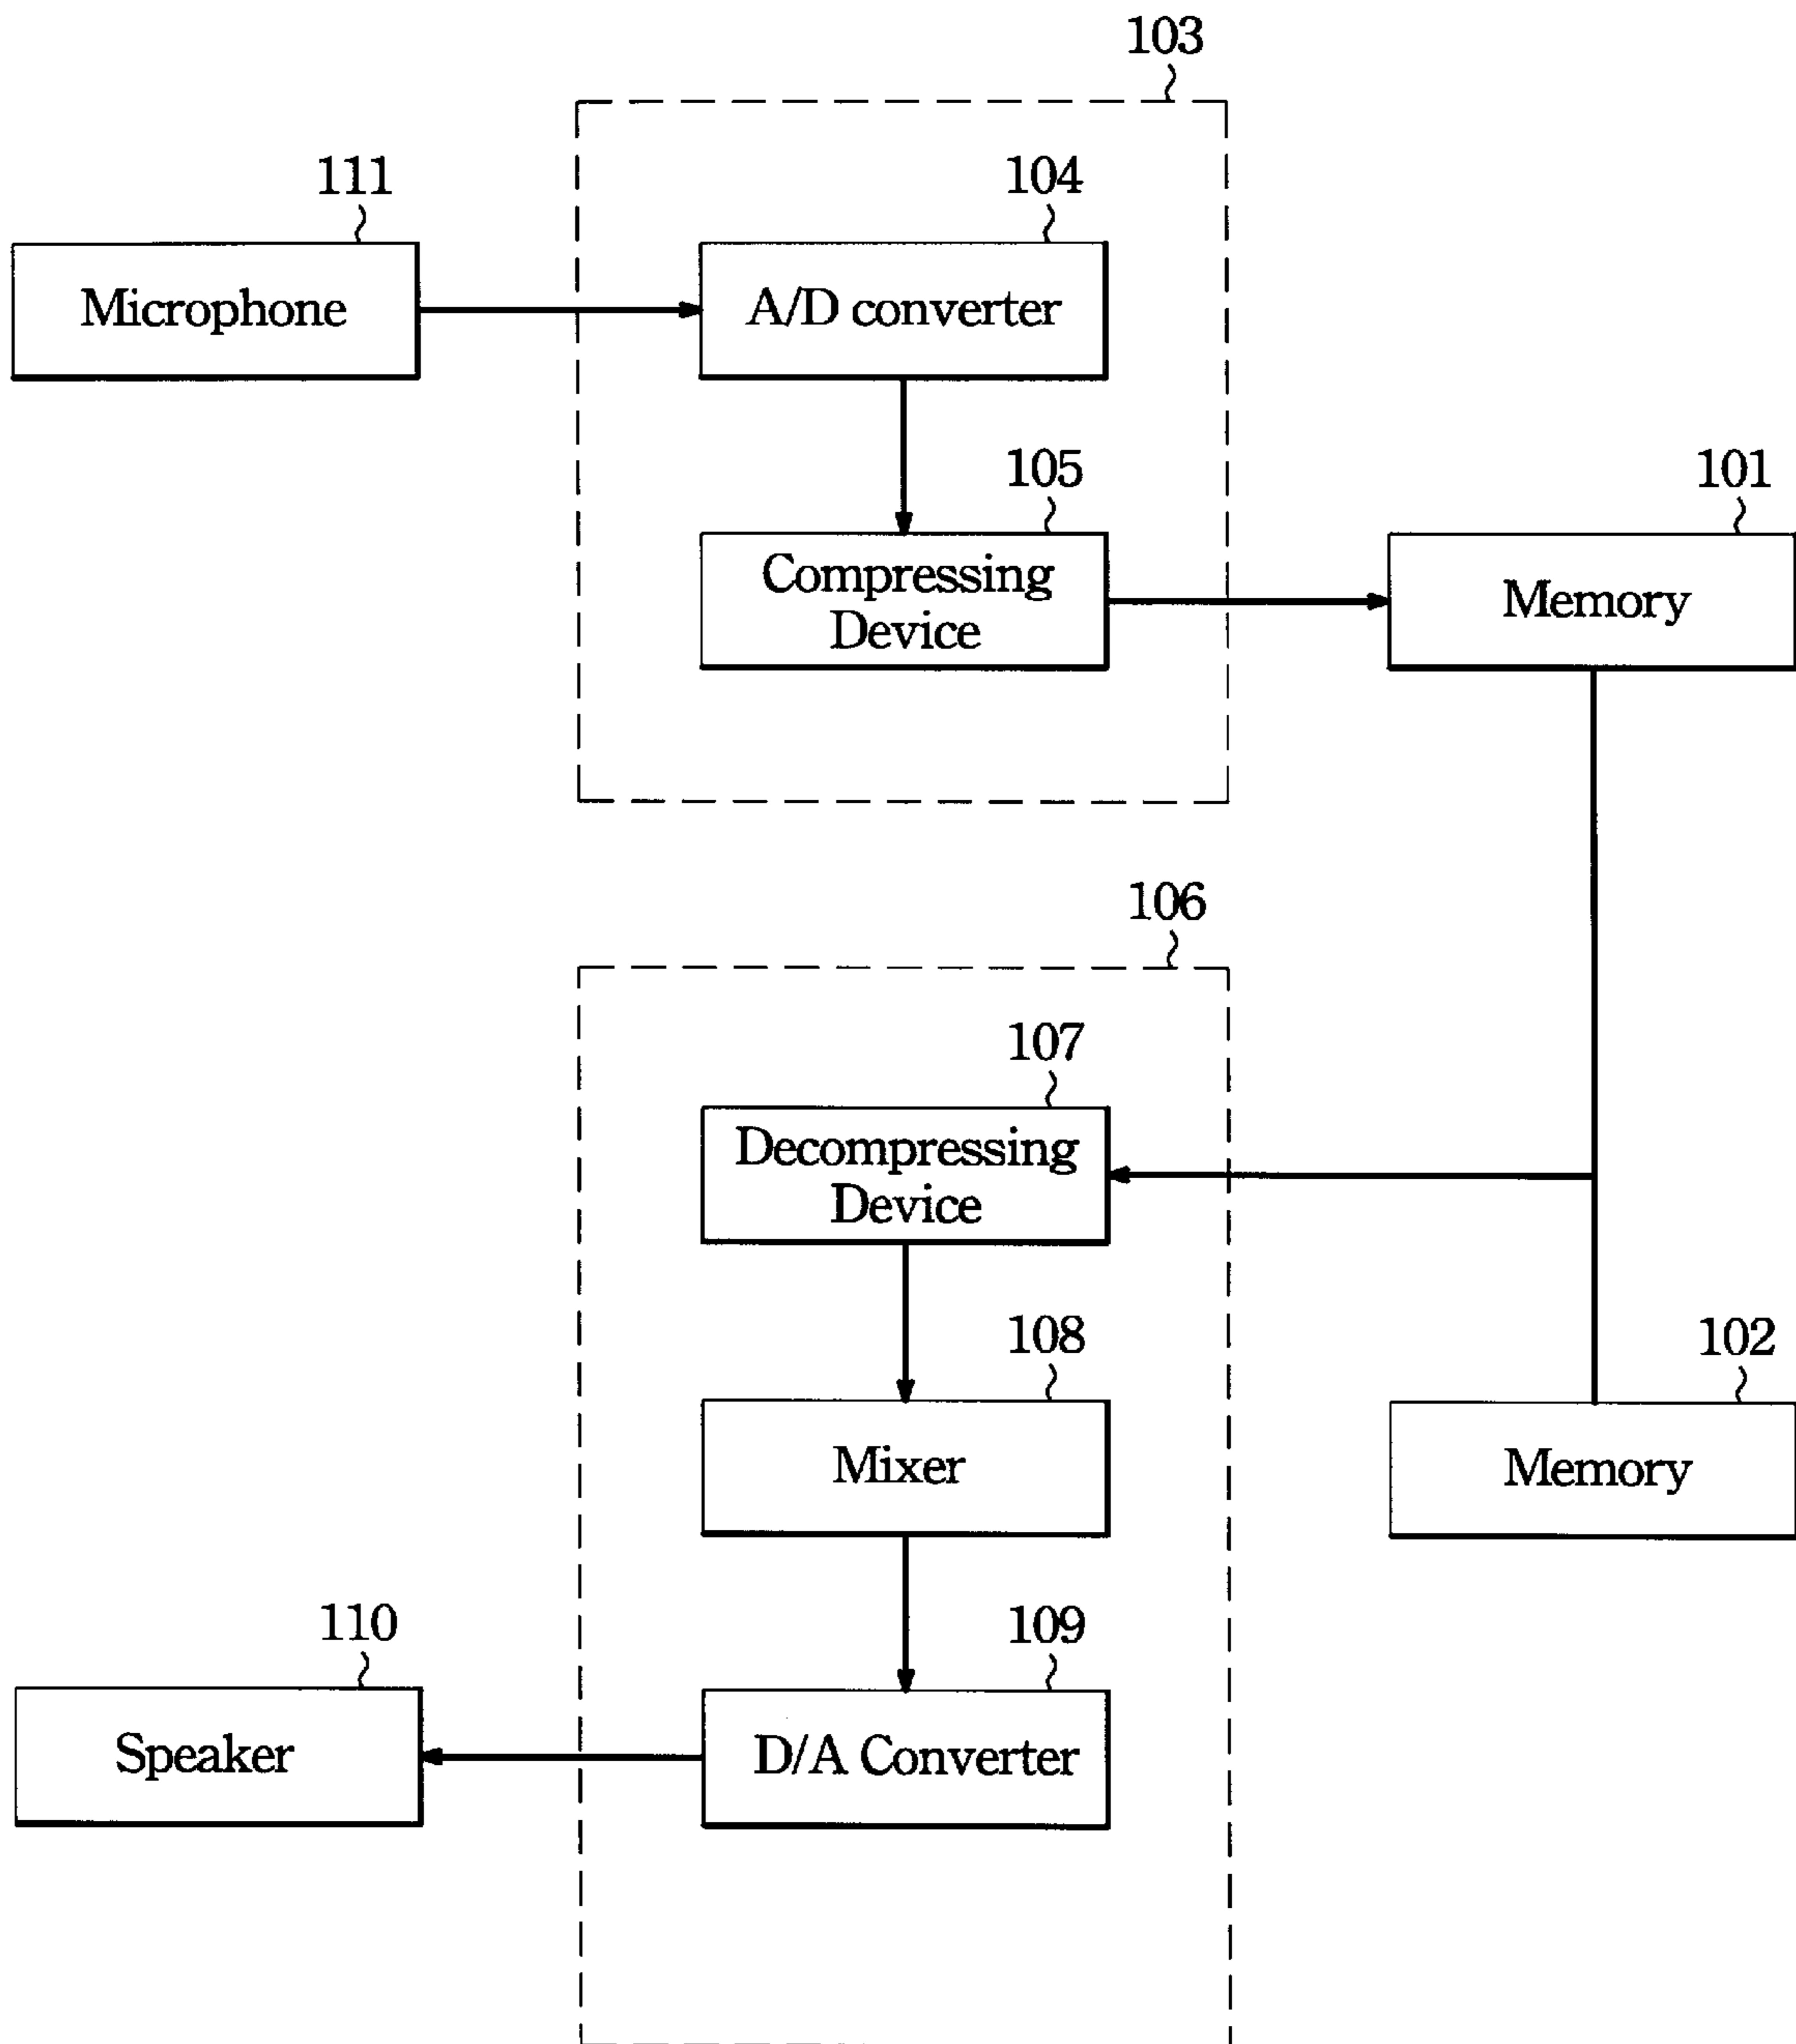 103
111
104
Microphone
A/D converter
105
101
Compressing
Device
Memory
106
107
Decompressing
Device
108
102
Mixer
Memory
110
109
Speaker
D/A Converter